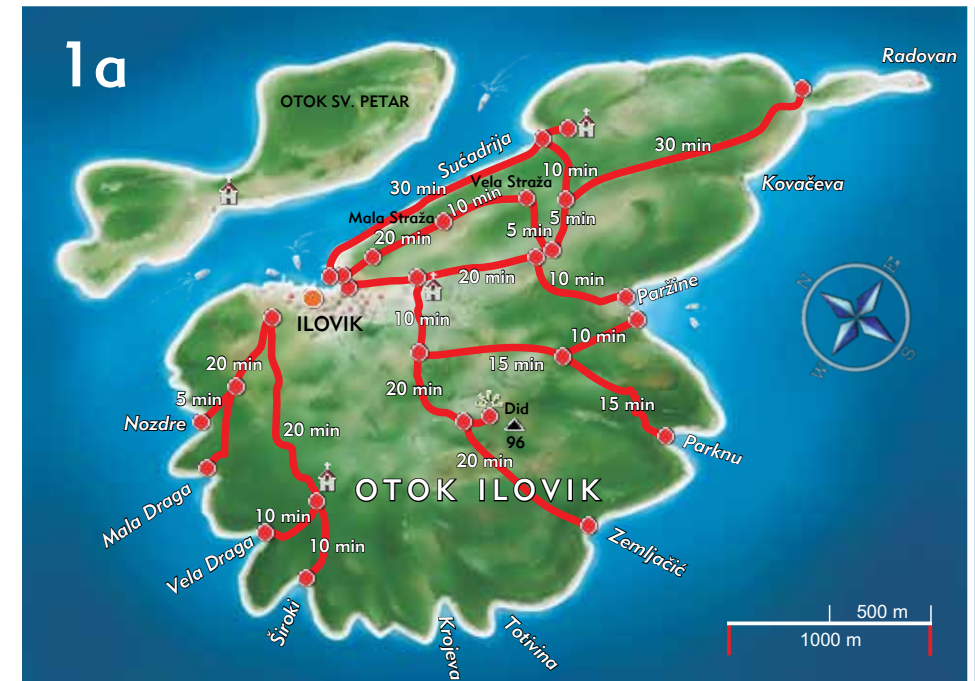 1a
Radovan
OTOK SV. PETAR
Sućadrija
30 min
10 min
Kovačeva
30 min
Vela Straža
10 min
Mala Straža
5 min
20 min
5 min
20 min
10 min
Paržine
N
E
S
W
ILOVIK
10 min
10 min
15 min
20 min
5 min
Nozdre
20 min
15 min
Did
96
20 min
Parknu
20 min
OTOK ILOVIK
Mala Draga
10 min
Vela Draga
10 min
Zemljačić
Široki
Krojeva
Totivina
500 m
1000 m